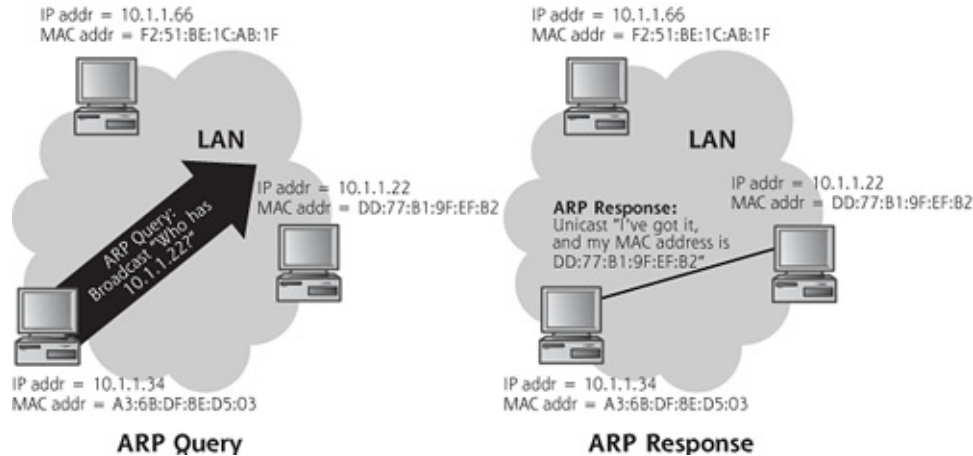 IP addr = 10.1.1.66
MAC addr = F2:51:BE:1C:AB:1F
LAN
IP addr = 10.1.1.22
MAC addr = DD:77:B1:9F:EF:B2
ARP Query:
Broadcast "Who has
10.1.1.22?"
IP addr = 10.1.1.34
MAC addr = A3:6B:DF:8E:D5:03
ARP Query
IP addr = 10.1.1.66
MAC addr = F2:51:BE:1C:AB:1F
LAN
IP addr = 10.1.1.22
MAC addr = DD:77:B1:9F:EF:B2
ARP Response:
Unicast "I've got it,
and my MAC address is
DD:77:B1:9F:EF:B2"
IP addr = 10.1.1.34
MAC addr = A3:6B:DF:8E:D5:03
ARP Response